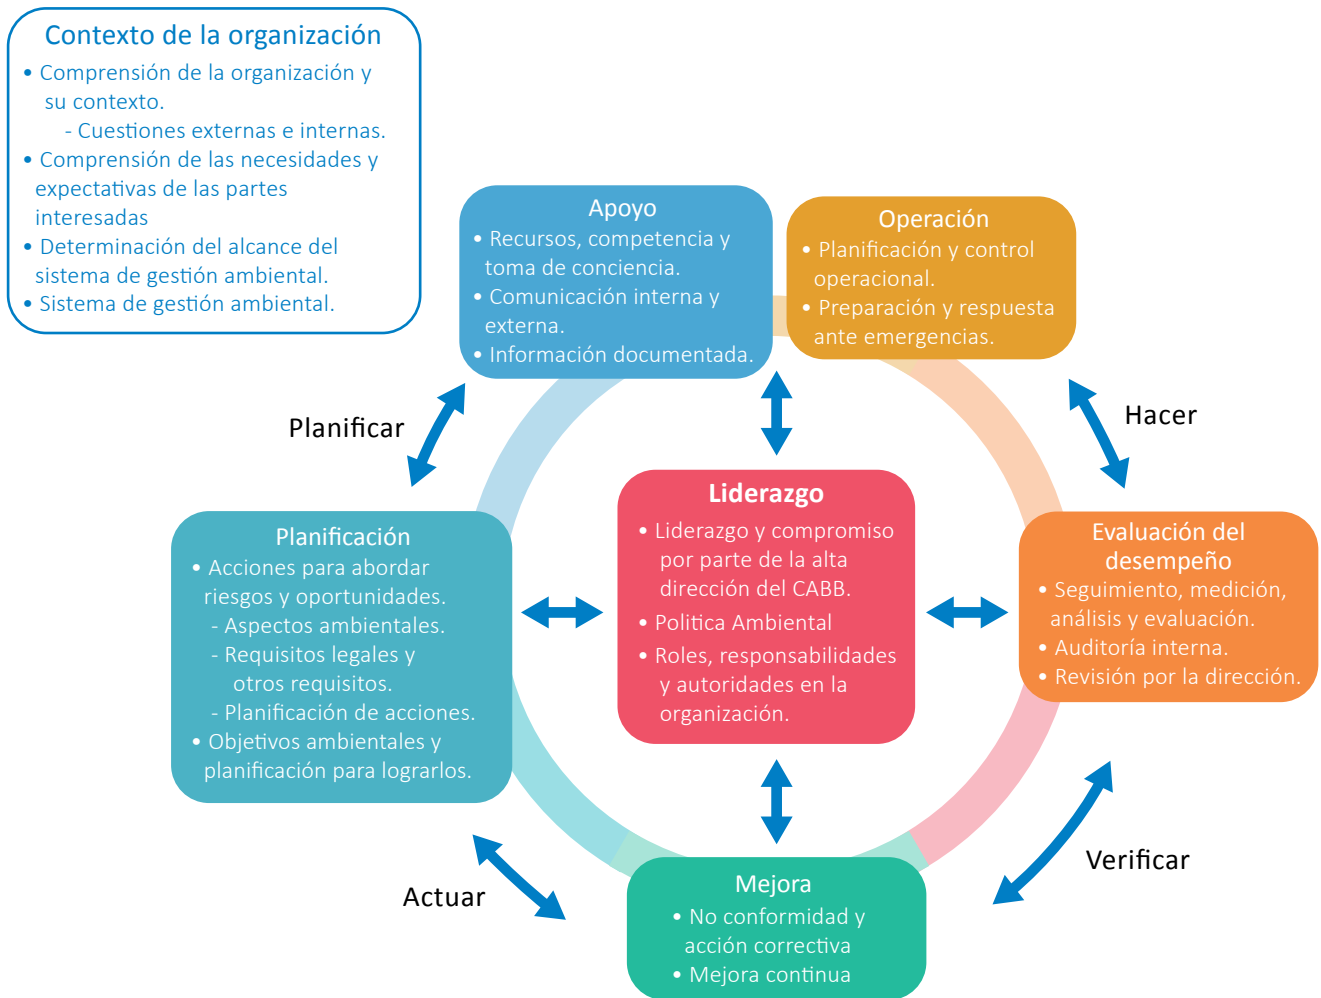 Contexto de la organización
• Comprensión de la organización y
su contexto.
- Cuestiones externas e internas.
• Comprensión de las necesidades y
expectativas de las partes
interesadas
• Determinación del alcance del
sistema de gestión ambiental.
• Sistema de gestión ambiental.
Apoyo
• Recursos, competencia y
toma de conciencia.
• Comunicación interna y
externa.
• Información documentada.
Operación
• Planificación y control
operacional.
• Preparación y respuesta
ante emergencias.
Planificar
Hacer
Planificación
• Acciones para abordar
riesgos y oportunidades.
- Aspectos ambientales.
- Requisitos legales y
otros requisitos.
- Planificación de acciones.
• Objetivos ambientales y
planificación para lograrlos.
Liderazgo
• Liderazgo y compromiso
por parte de la alta
dirección del CABB.
• Politica Ambiental
• Roles, responsabilidades
y autoridades en la
organización.
Evaluación del
desempeño
• Seguimiento, medición,
análisis y evaluación.
• Auditoría interna.
• Revisión por la dirección.
Actuar
Verificar
Mejora
• No conformidad y
acción correctiva
• Mejora continua